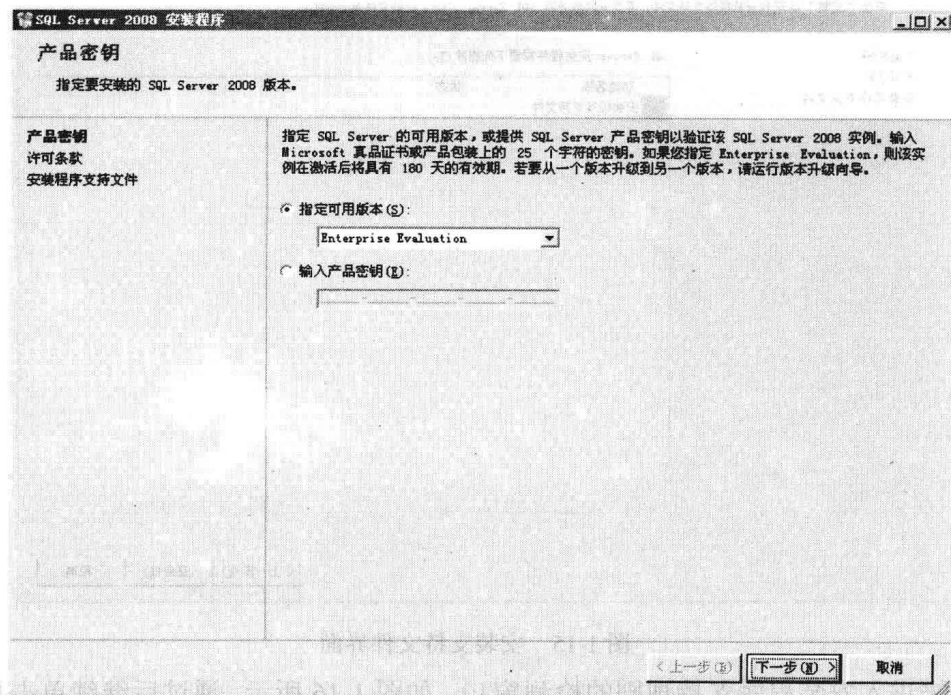 SQL Server 2008 安装程序
产品密钥
指定要安装的 SQL Server 2008 版本。
产品密钥
许可条款
安装程序支持文件
指定 SQL Server 的可用版本，或提供 SQL Server 产品密钥以验证该 SQL Server 2008 实例。输入
Microsoft 真品证书或产品包装上的 25 个字符的密钥。如果您指定 Enterprise Evaluation，则该实
例在激活后将具有 180 天的有效期。若要从一个版本升级到另一个版本，请运行版本升级向导。
指定可用版本(S):
Enterprise Evaluation
输入产品密钥(E):
< 上一步(B)
下一步(N) >
取消